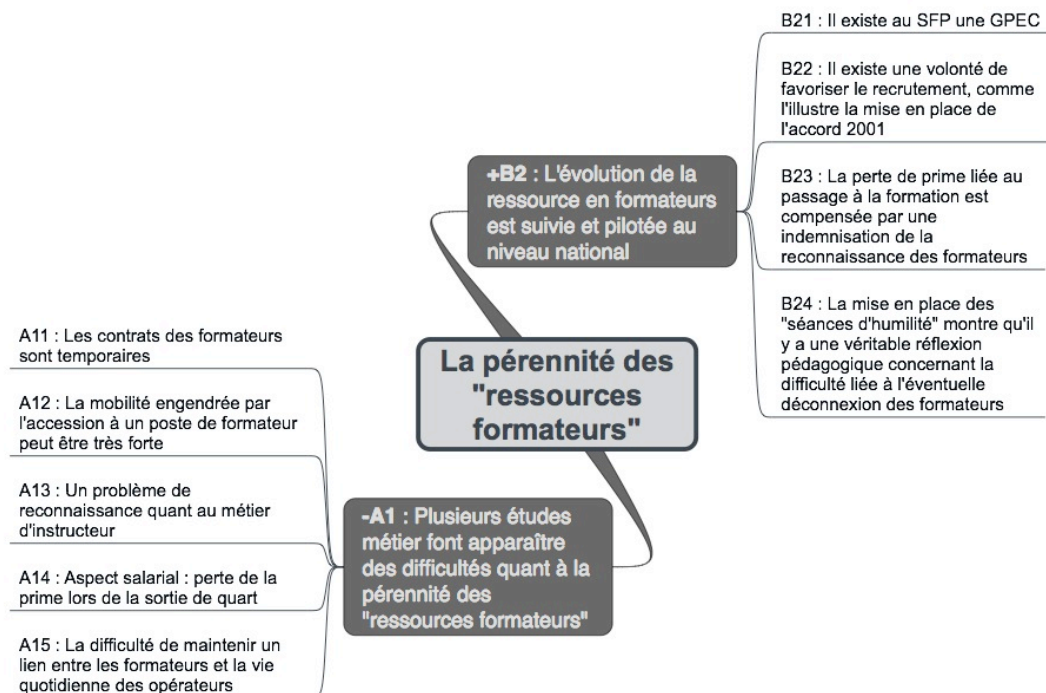 B21 : Il existe au SFP une GPEC
B22 : Il existe une volonté de
favoriser le recrutement, comme
l'illustre la mise en place de
l'accord 2001
+B2 : L'évolution de la
ressource en formateurs
est suivie et pilotée au
niveau national
B23 : La perte de prime liée au
passage à la formation est
compensée par une
indemnisation de la
reconnaissance des formateurs
B24 : La mise en place des
"séances d'humilité" montre qu'il
y a une véritable réflexion
pédagogique concernant la
difficulté liée à l'éventuelle
déconnexion des formateurs
La pérennité des
"ressources
formateurs"
A11 : Les contrats des formateurs
sont temporaires
A12 : La mobilité engendrée par
l'accession à un poste de formateur
peut être très forte
A13 : Un problème de
reconnaissance quant au métier
d'instructeur
-A1 : Plusieurs études
métier font apparaître
des difficultés quant à la
pérennité des
"ressources formateurs"
A14 : Aspect salarial : perte de la
prime lors de la sortie de quart
A15 : La difficulté de maintenir un
lien entre les formateurs et la vie
quotidienne des opérateurs